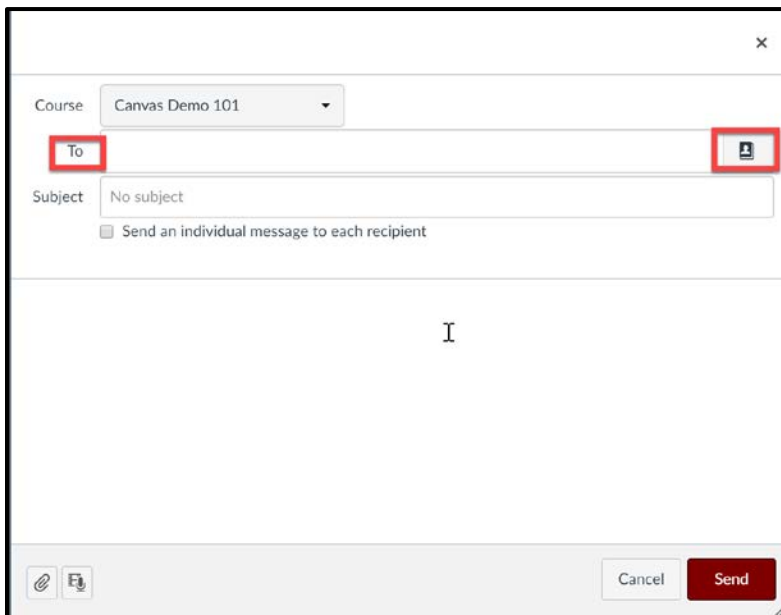 ×
Course Canvas Demo 101
To
Subject No subject
Send an individual message to each recipient
Cancel Send